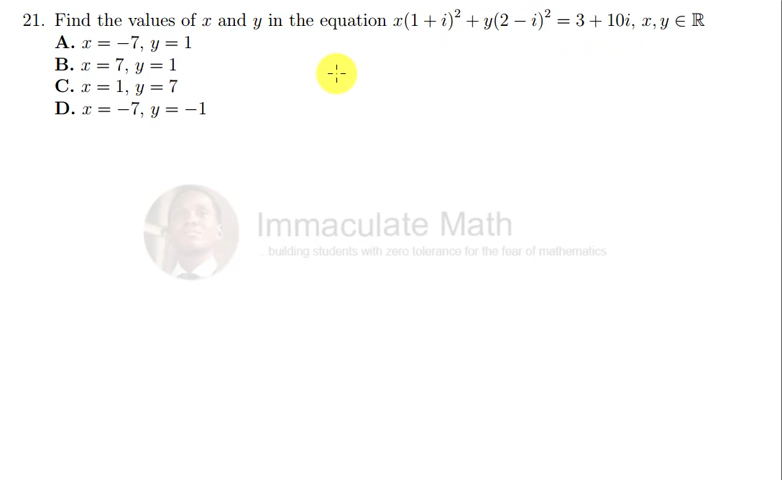 21. Find the values of x and y in the equation x(1 + i)² + y(2 − i)² = 3 + 10i, x, y ∈ ℝ
A. x = −7, y = 1
B. x = 7, y = 1
C. x = 1, y = 7
D. x = −7, y = −1
Immaculate Math
.. building students with zero tolerance for the fear of mathematics